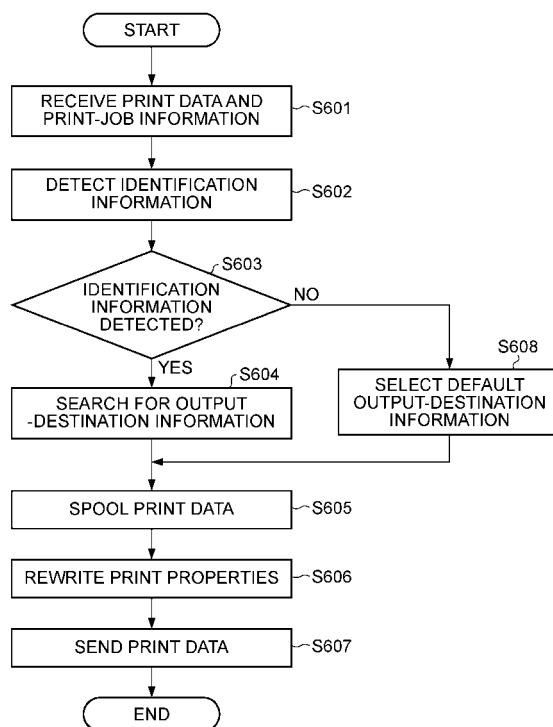 START
RECEIVE PRINT DATA AND
PRINT-JOB INFORMATION
S601
DETECT IDENTIFICATION
INFORMATION
S602
S603
IDENTIFICATION
INFORMATION
DETECTED?
NO
YES
S604
SEARCH FOR OUTPUT
-DESTINATION INFORMATION
S608
SELECT DEFAULT
OUTPUT-DESTINATION
INFORMATION
SPOOL PRINT DATA
S605
REWRITE PRINT PROPERTIES
S606
SEND PRINT DATA
S607
END